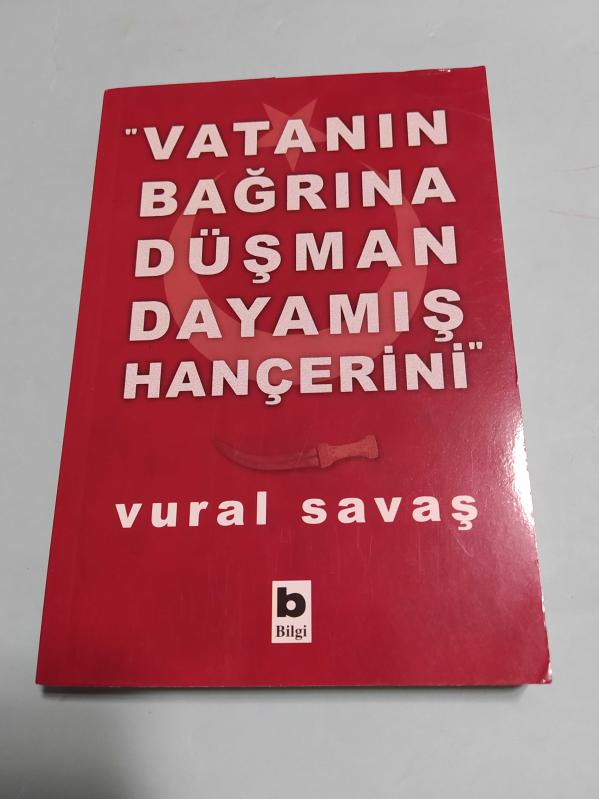 "VATANIN
BAĞRINA
DÜŞMAN
DAYAMIŞ
HANÇERİNİ"
vural savaş
b
Bilgi